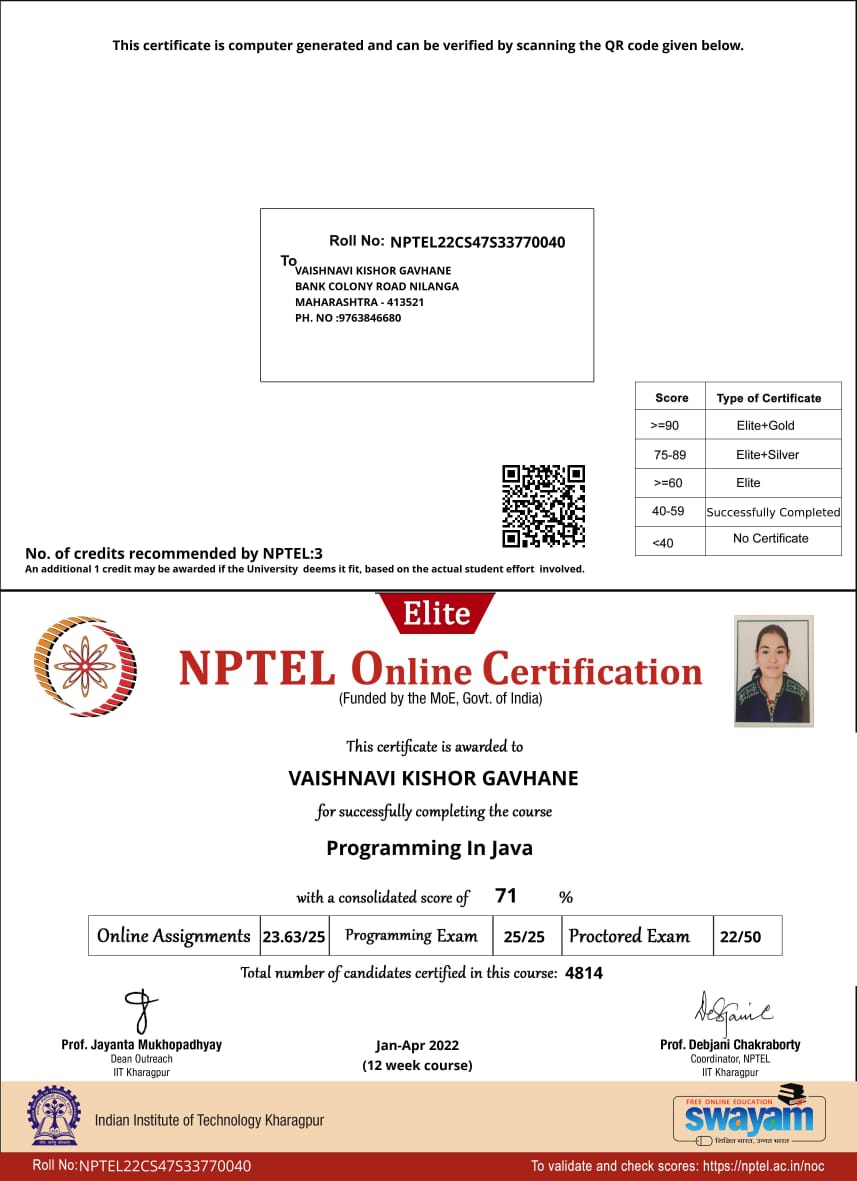 This certificate is computer generated and can be verified by scanning the QR code given below.
Roll No: NPTEL22CS47S33770040
To
VAISHNAVI KISHOR GAVHANE
BANK COLONY ROAD NILANGA
MAHARASHTRA - 413521
PH. NO :9763846680
Score Type of Certificate
>=90 Elite+Gold
75-89 Elite+Silver
>=60 Elite
40-59 Successfully Completed
<40 No Certificate
No. of credits recommended by NPTEL:3
An additional 1 credit may be awarded if the University deems it fit, based on the actual student effort involved.
Elite
NPTEL Online Certification
(Funded by the MoE, Govt. of India)
This certificate is awarded to
VAISHNAVI KISHOR GAVHANE
for successfully completing the course
Programming In Java
with a consolidated score of 71 %
Online Assignments 23.63/25 Programming Exam 25/25 Proctored Exam 22/50
Total number of candidates certified in this course: 4814
Prof. Jayanta Mukhopadhyay
Dean Outreach
IIT Kharagpur
Jan-Apr 2022
(12 week course)
Prof. Debjani Chakraborty
Coordinator, NPTEL
IIT Kharagpur
Indian Institute of Technology Kharagpur
FREE ONLINE EDUCATION
swayam
शिक्षित भारत, उन्नत भारत
Roll No:NPTEL22CS47S33770040
To validate and check scores: https://nptel.ac.in/noc